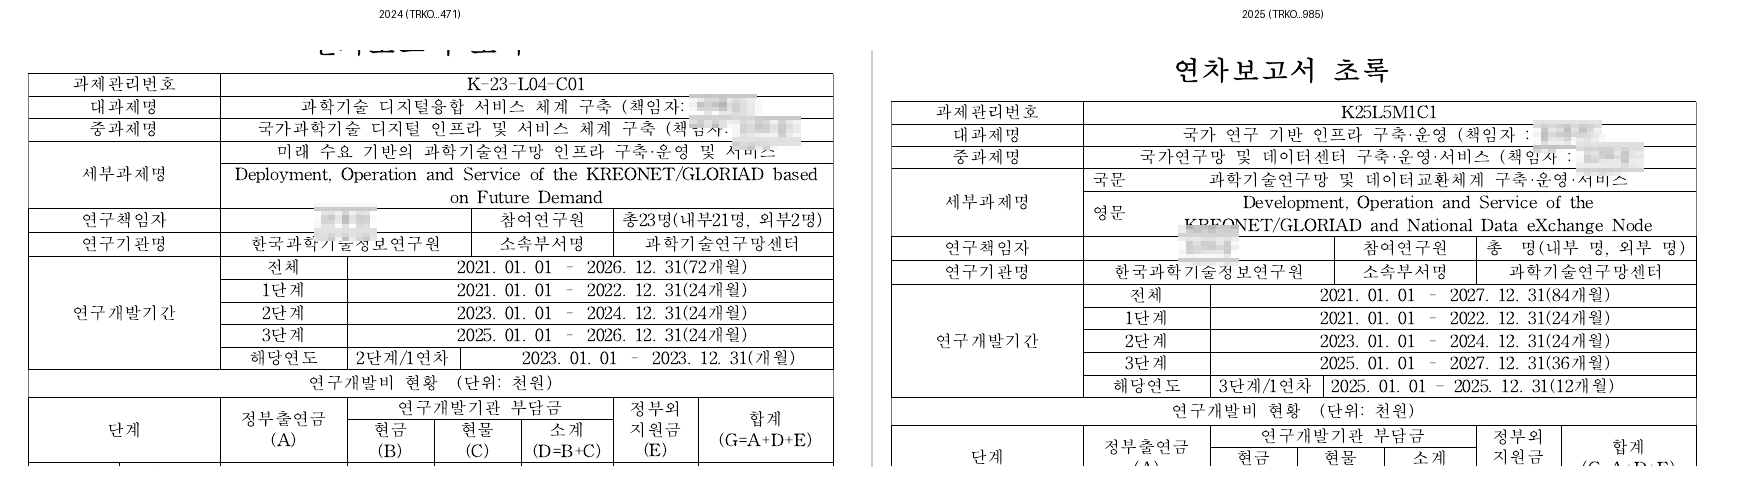 2024 (TRKO...471)
과제관리번호 K-23-L04-C01
대과제명 과학기술 디지털융합 서비스 체계 구축 (책임자:
중과제명 국가과학기술 디지털 인프라 및 서비스 체계 구축 (책임자:
세부과제명 미래 수요 기반의 과학기술연구망 인프라 구축·운영 및 서비스
Deployment, Operation and Service of the KREONET/GLORIAD based
on Future Demand
연구책임자 참여연구원 총23명(내부21명, 외부2명)
연구기관명 한국과학기술정보연구원 소속부서명 과학기술연구망센터
연구개발기간
전체 2021. 01. 01 - 2026. 12. 31(72개월)
1단계 2021. 01. 01 - 2022. 12. 31(24개월)
2단계 2023. 01. 01 - 2024. 12. 31(24개월)
3단계 2025. 01. 01 - 2026. 12. 31(24개월)
해당연도 2단계/1연차 2023. 01. 01 - 2023. 12. 31(개월)
연구개발비 현황 (단위: 천원)
단계 정부출연금 (A) 연구개발기관 부담금 정부외 지원금 (E) 합계 (G=A+D+E)
현금 (B) 현물 (C) 소계 (D=B+C)
2025 (TRKO...985)
연차보고서 초록
과제관리번호 K25L5M1C1
대과제명 국가 연구 기반 인프라 구축·운영 (책임자 :
중과제명 국가연구망 및 데이터센터 구축·운영·서비스 (책임자 :
세부과제명
국문 과학기술연구망 및 데이터교환체계 구축·운영·서비스
영문 Development, Operation and Service of the
KREONET/GLORIAD and National Data eXchange Node
연구책임자 참여연구원 총 명(내부 명, 외부 명)
연구기관명 한국과학기술정보연구원 소속부서명 과학기술연구망센터
연구개발기간
전체 2021. 01. 01 - 2027. 12. 31(84개월)
1단계 2021. 01. 01 - 2022. 12. 31(24개월)
2단계 2023. 01. 01 - 2024. 12. 31(24개월)
3단계 2025. 01. 01 - 2027. 12. 31(36개월)
해당연도 3단계/1연차 2025. 01. 01 - 2025. 12. 31(12개월)
연구개발비 현황 (단위: 천원)
단계 정부출연금 연구개발기관 부담금 정부외 지원금 합계
현금 현물 소계